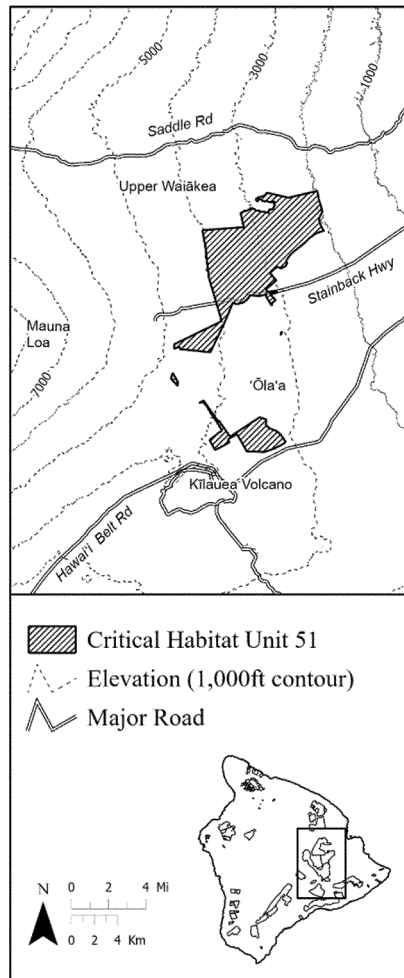 5000
3000
1000
Saddle Rd
Upper Waiākea
Stainback Hwy
Mauna
Loa
7000
ʻŌlaʻa
Kīlauea Volcano
Hawaiʻi Belt Rd
Critical Habitat Unit 51
Elevation (1,000ft contour)
Major Road
N
0 2 4 Mi
0 2 4 Km